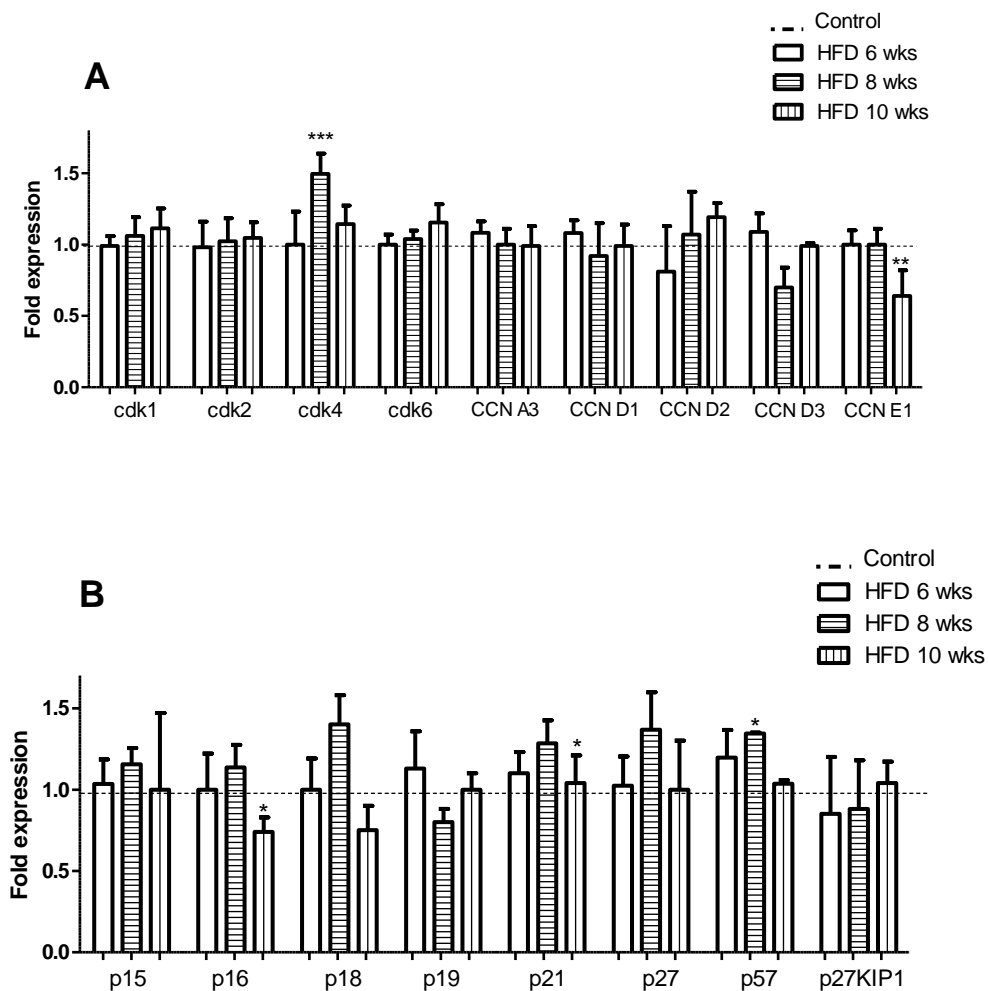 Control
HFD 6 wks
HFD 8 wks
HFD 10 wks
A
Fold expression
1.5
1.0
0.5
0.0
***
**
cdk1 cdk2 cdk4 cdk6 CCN A3 CCN D1 CCN D2 CCN D3 CCN E1
Control
HFD 6 wks
HFD 8 wks
HFD 10 wks
B
Fold expression
1.5
1.0
0.5
0.0
*
*
*
p15 p16 p18 p19 p21 p27 p57 p27KIP1